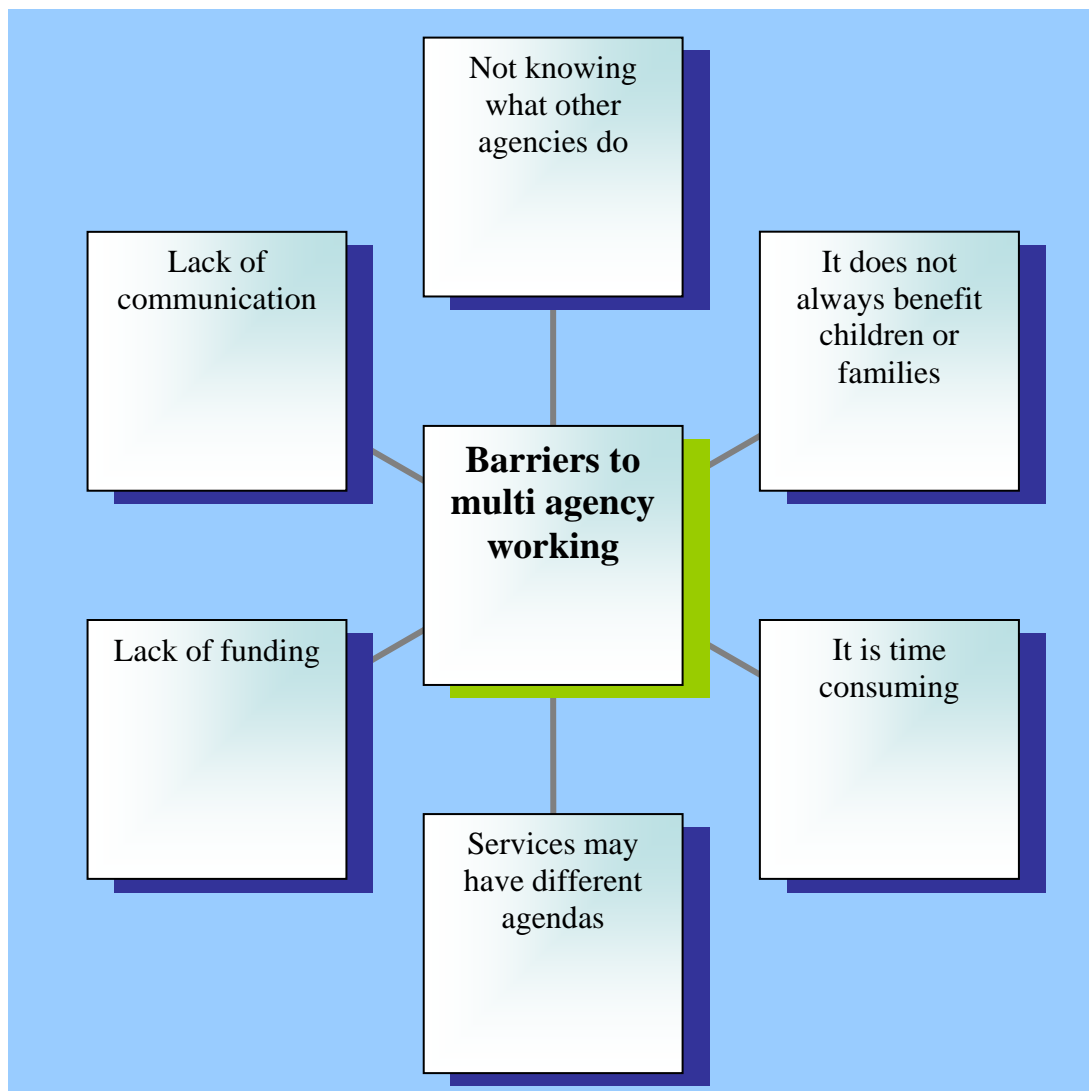 Not knowing
what other
agencies do
Lack of
communication
It does not
always benefit
children or
families
Barriers to
multi agency
working
Lack of funding
It is time
consuming
Services may
have different
agendas